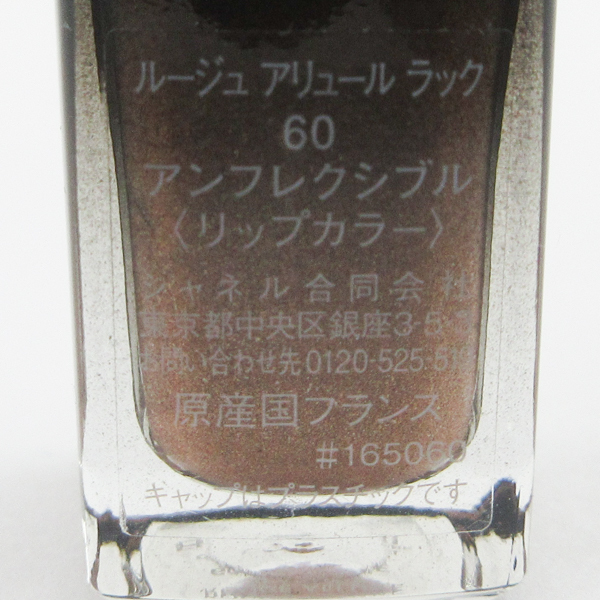 ルージュ アリュール ラック
60
アンフレクシブル
〈リップカラー〉
シャネル合同会社
東京都中央区銀座3-5-3
お問い合わせ先0120-525-519
原産国フランス
#165060
キャップはプラスチックです